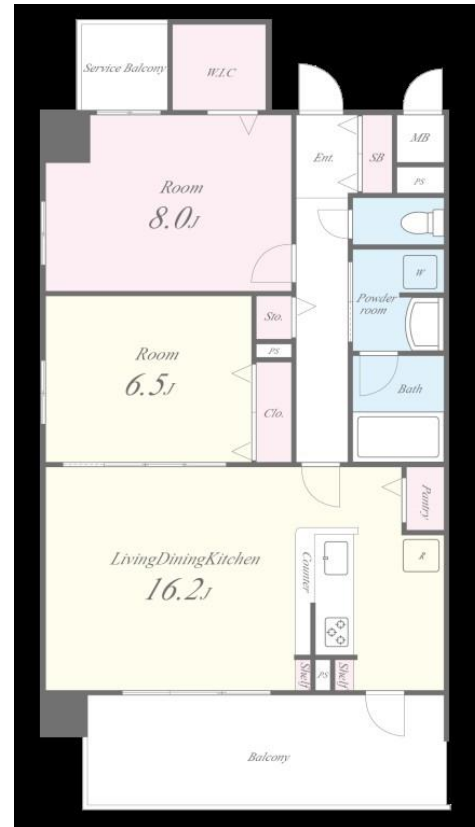 Service Balcony
W.I.C
Ent.
SB
MB
PS
Room
8.0J
W
Powder
room
Sto.
PS
Room
6.5J
Clo.
Bath
Pantry
LivingDiningKitchen
16.2J
Counter
R
Shelf
PS
Shelf
Balcony